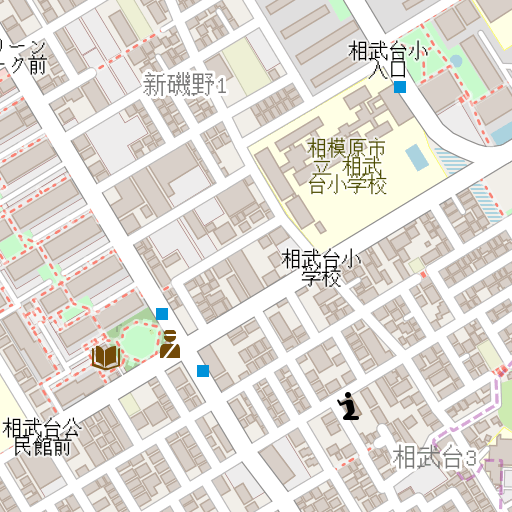 リーン
ーク前
相武台小
入口
新磯野1
相模原市
立 相武
台小学校
相武台小
学校
相武台公
民館前
相武台3